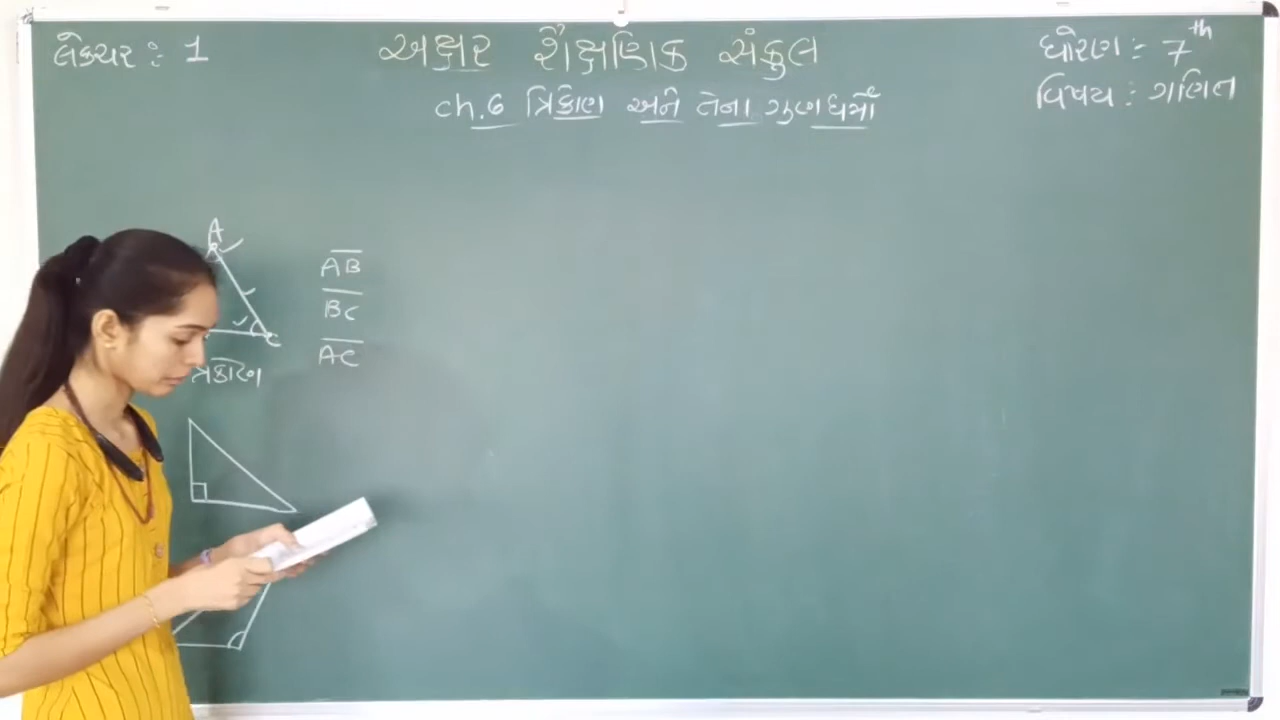 લેક્ચર : 1
અક્ષર શૈક્ષણિક સંકુલ
ધોરણ : 7th
ch.6 ત્રિકોણ અને તેના ગુણધર્મો
વિષય : ગણિત
A
C
AB
BC
AC